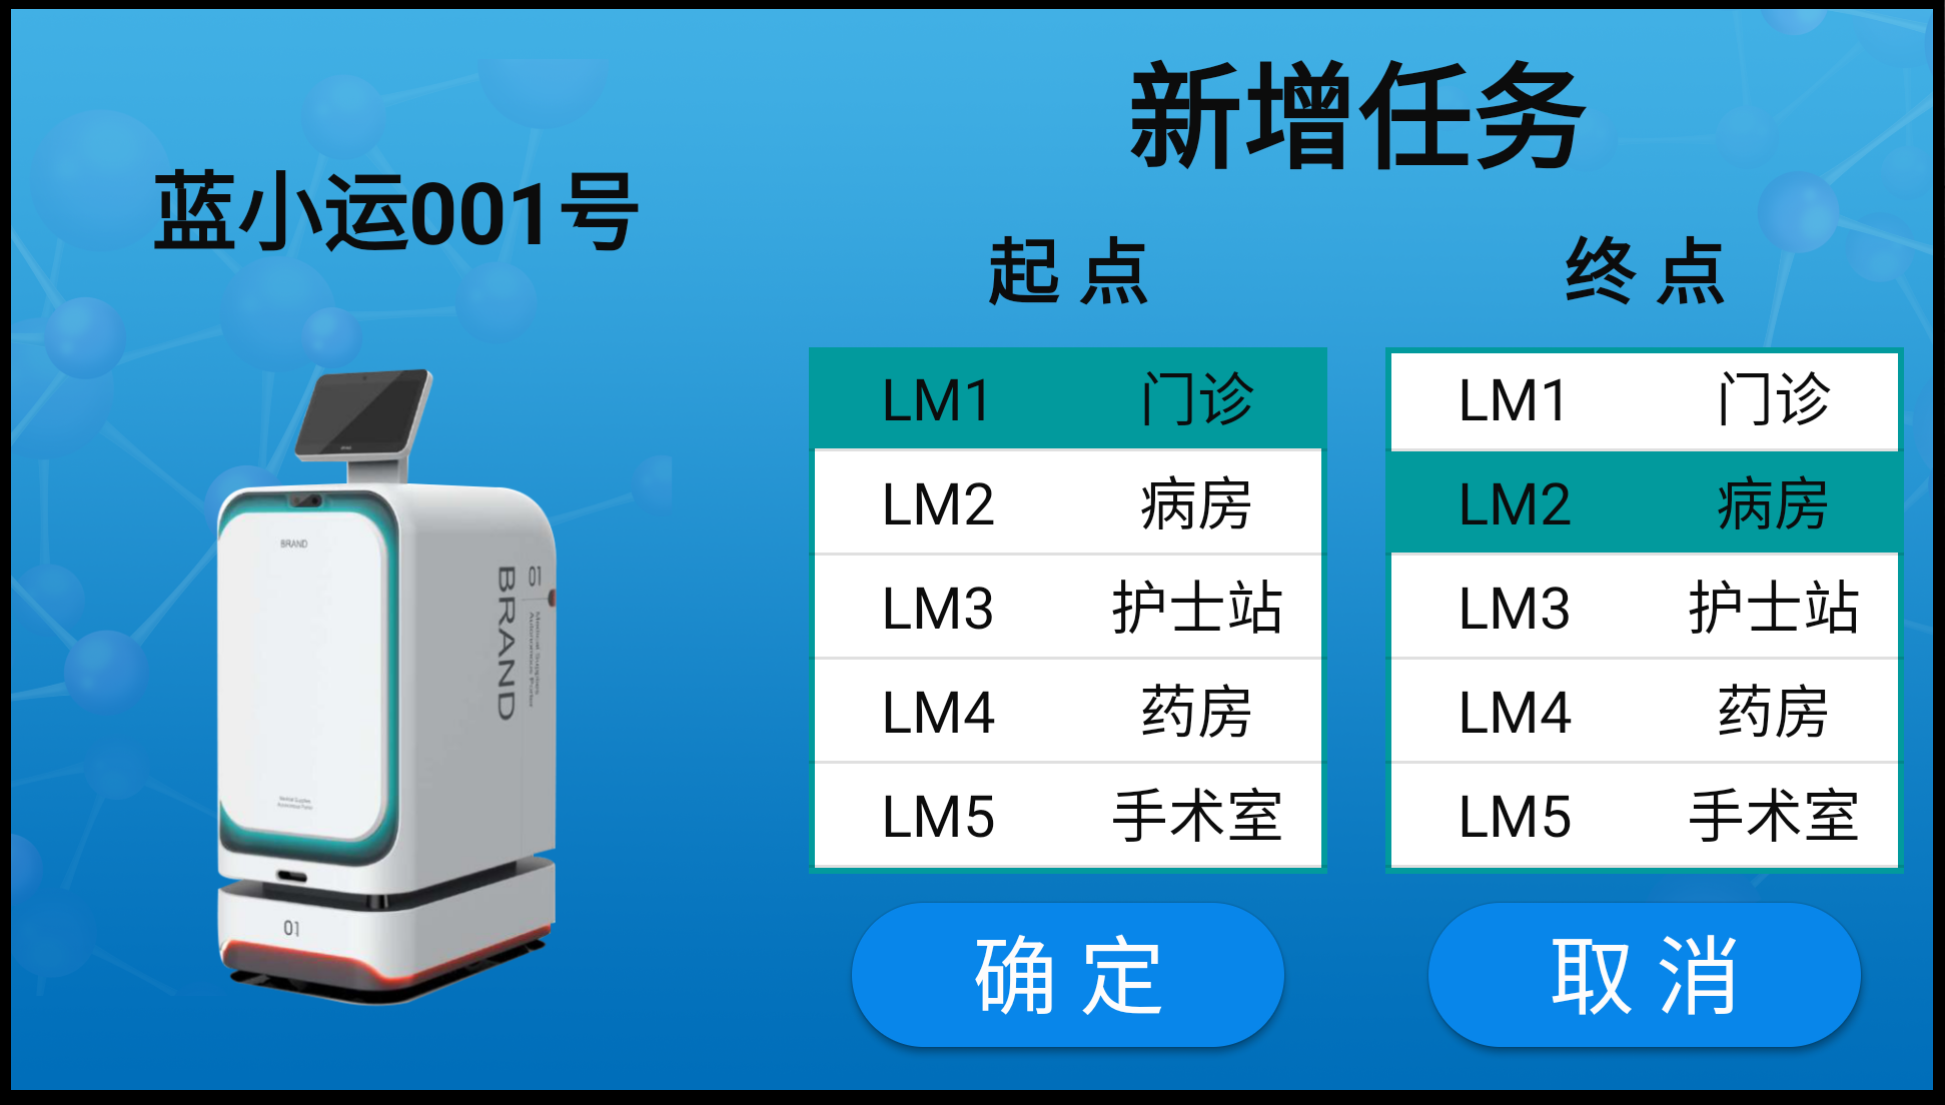 蓝小运001号
BRAND
01
BRAND
01
新增任务
起点
终点
LM1 门诊
LM2 病房
LM3 护士站
LM4 药房
LM5 手术室
LM1 门诊
LM2 病房
LM3 护士站
LM4 药房
LM5 手术室
确定
取消